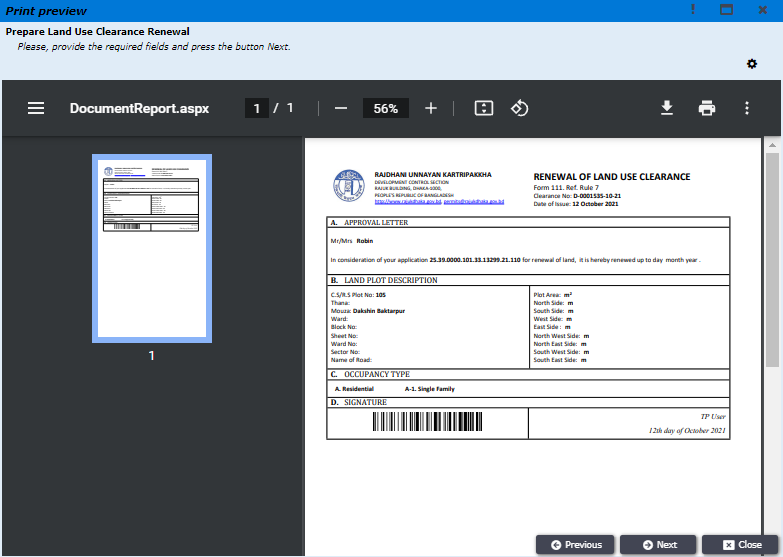 Print preview
Prepare Land Use Clearance Renewal
Please, provide the required fields and press the button Next.
DocumentReport.aspx
1 / 1
56%
1
RAJDHANI UNNAYAN KARTRIPAKKHA
DEVELOPMENT CONTROL SECTION
RAJUK BUILDING, DHAKA-1000,
PEOPLE'S REPUBLIC OF BANGLADESH
http://www.rajukdhaka.gov.bd, permits@rajukdhaka.gov.bd
RENEWAL OF LAND USE CLEARANCE
Form 111. Ref. Rule 7
Clearance No: D-0001535-10-21
Date of Issue: 12 October 2021
A. APPROVAL LETTER
Mr/Mrs Robin
In consideration of your application 25.39.0000.101.33.13299.21.110 for renewal of land, it is hereby renewed up to day month year .
B. LAND PLOT DESCRIPTION
C.S/R.S Plot No: 105
Thana:
Mouza: Dakshin Baktarpur
Ward:
Block No:
Sheet No:
Ward No:
Sector No:
Name of Road:
Plot Area: m²
North Side: m
South Side: m
West Side: m
East Side : m
North West Side: m
North East Side: m
South West Side: m
South East Side: m
C. OCCUPANCY TYPE
A. Residential A-1. Single Family
D. SIGNATURE
TP User
12th day of October 2021
Previous
Next
Close